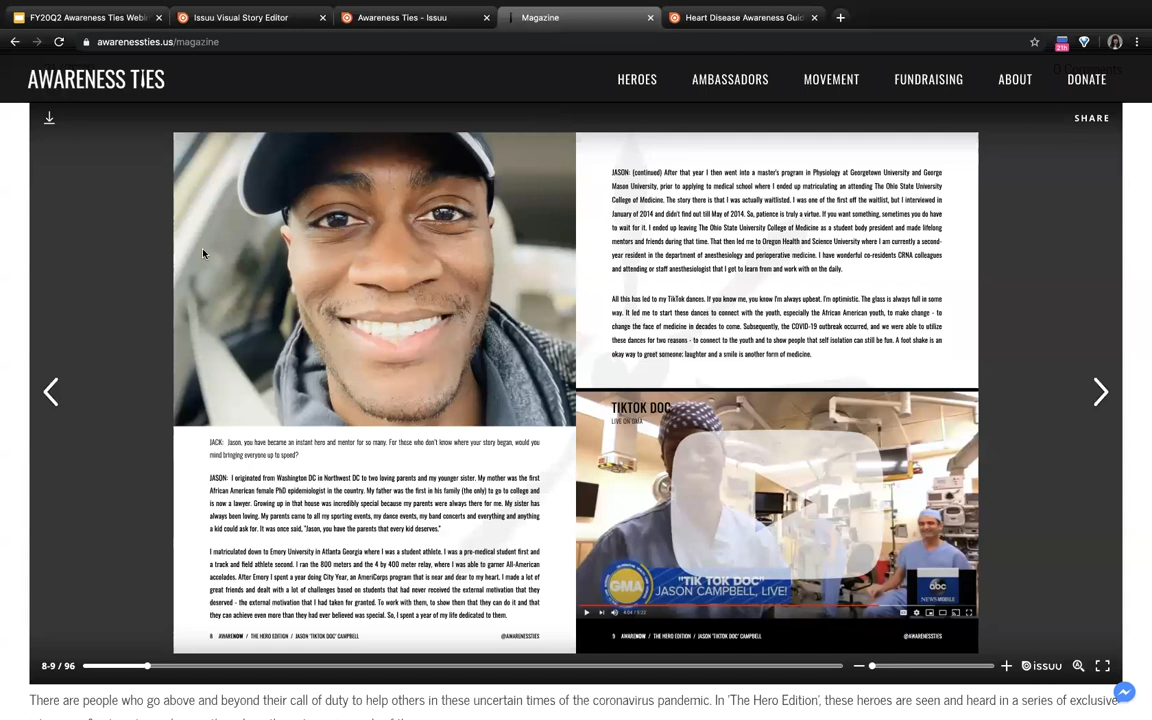 FY20Q2 Awareness Ties Webi
Issuu Visual Story Editor
Awareness Ties - Issuu
Magazine
Heart Disease Awareness Guid
awarenessties.us/magazine
21h
AWARENESS TIES
HEROES
AMBASSADORS
MOVEMENT
FUNDRAISING
ABOUT
DONATE
0 Comments
SHARE
JACK: Jason, you have became an instant hero and mentor for so many. For those who don't know where your story began, would you
mind bringing everyone up to speed?
JASON: I originated from Washington DC in Northwest DC to two loving parents and my younger sister. My mother was the first
African American female PhD epidemiologist in the country. My father was the first in his family (the only) to go to college and
is now a lawyer. Growing up in that house was incredibly special because my parents were always there for me. My sister has
always been loving. My parents came to all my sporting events, my dance events, my band concerts and everything and anything
a kid could ask for. It was once said, "Jason, you have the parents that every kid deserves."
I matriculated down to Emory University in Atlanta Georgia where I was a student athlete. I was a pre-medical student first and
a track and field athlete second. I ran the 800 meters and the 4 by 400 meter relay, where I was able to garner All-American
accolades. After Emory I spent a year doing City Year, an AmeriCorps program that is near and dear to my heart. I made a lot of
great friends and dealt with a lot of challenges based on students that had never received the external motivation that they
deserved - the external motivation that I had taken for granted. To work with them, to show them that they can do it and that
they can achieve even more than they had ever believed was special. So, I spent a year of my life dedicated to them.
8 AWARENOW / THE HERO EDITION / JASON 'TIKTOK DOC' CAMPBELL
@AWARENESSTIES
JASON: (continued) After that year I then went into a master's program in Physiology at Georgetown University and George
Mason University, prior to applying to medical school where I ended up matriculating an attending The Ohio State University
College of Medicine. The story there is that I was actually waitlisted. I was one of the first off the waitlist, but I interviewed in
January of 2014 and didn't find out till May of 2014. So, patience is truly a virtue. If you want something, sometimes you do have
to wait for it. I ended up leaving The Ohio State University College of Medicine as a student body president and made lifelong
mentors and friends during that time. That then led me to Oregon Health and Science University where I am currently a second-
year resident in the department of anesthesiology and perioperative medicine. I have wonderful co-residents CRNA colleagues
and attending or staff anesthesiologist that I get to learn from and work with on the daily.
All this has led to my TikTok dances. If you know me, you know I'm always upbeat. I'm optimistic. The glass is always full in some
way. It led me to start these dances to connect with the youth, especially the African American youth, to make change - to
change the face of medicine in decades to come. Subsequently, the COVID-19 outbreak occurred, and we were able to utilize
these dances for two reasons - to connect to the youth and to show people that self isolation can still be fun. A foot shake is an
okay way to greet someone; laughter and a smile is another form of medicine.
TIKTOK DOC
LIVE ON GMA
GMA
"TIK TOK DOC"
JASON CAMPBELL, LIVE!
abc
NEWS-MOBILE
4:04 / 5:22
9 AWARENOW / THE HERO EDITION / JASON 'TIKTOK DOC' CAMPBELL
@AWARENESSTIES
8-9 / 96
issuu
There are people who go above and beyond their call of duty to help others in these uncertain times of the coronavirus pandemic. In 'The Hero Edition', these heroes are seen and heard in a series of exclusive